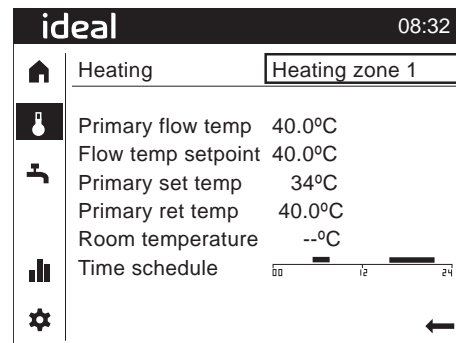 ideal 08:32
Heating Heating zone 1
Primary flow temp 40.0ºC
Flow temp setpoint 40.0ºC
Primary set temp 34ºC
Primary ret temp 40.0ºC
Room temperature --ºC
Time schedule
00 12 24